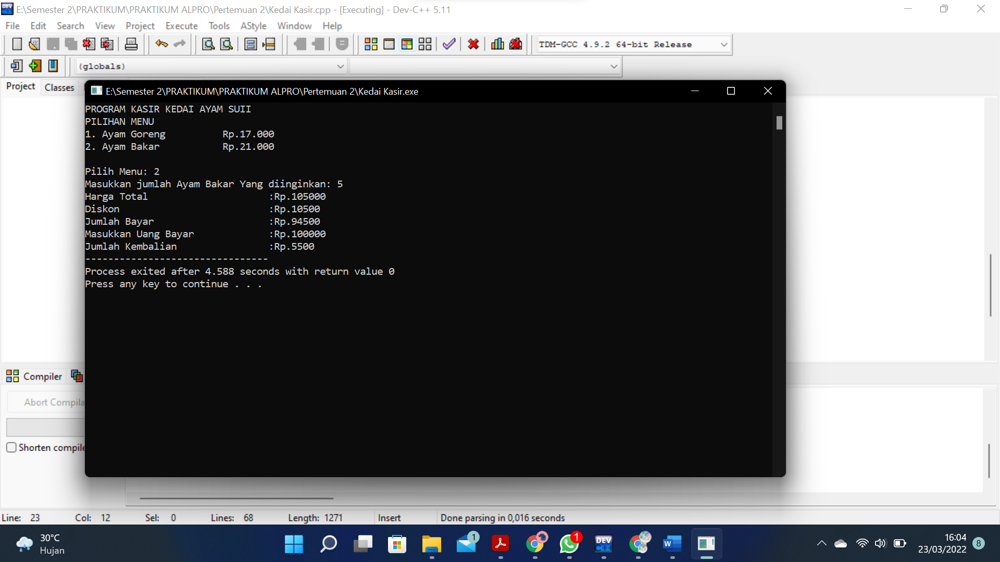 E:\Semester 2\PRAKTIKUM\PRAKTIKUM ALPRO\Pertemuan 2\Kedai Kasir.cpp - [Executing] - Dev-C++ 5.11
File Edit Search View Project Execute Tools AStyle Window Help
TDM-GCC 4.9.2 64-bit Release
(globals)
Project Classes
E:\Semester 2\PRAKTIKUM\PRAKTIKUM ALPRO\Pertemuan 2\Kedai Kasir.exe
PROGRAM KASIR KEDAI AYAM SUII
PILIHAN MENU
1. Ayam Goreng Rp.17.000
2. Ayam Bakar Rp.21.000
Pilih Menu: 2
Masukkan jumlah Ayam Bakar Yang diinginkan: 5
Harga Total :Rp.105000
Diskon :Rp.10500
Jumlah Bayar :Rp.94500
Masukkan Uang Bayar :Rp.100000
Jumlah Kembalian :Rp.5500
--------------------------------
Process exited after 4.588 seconds with return value 0
Press any key to continue . . .
Compiler
Abort Compila
Shorten compile
Line: 23 Col: 12 Sel: 0 Lines: 68 Length: 1271 Insert Done parsing in 0,016 seconds
30°C
Hujan
1
1
DEV
C++
W
16:04
23/03/2022
8